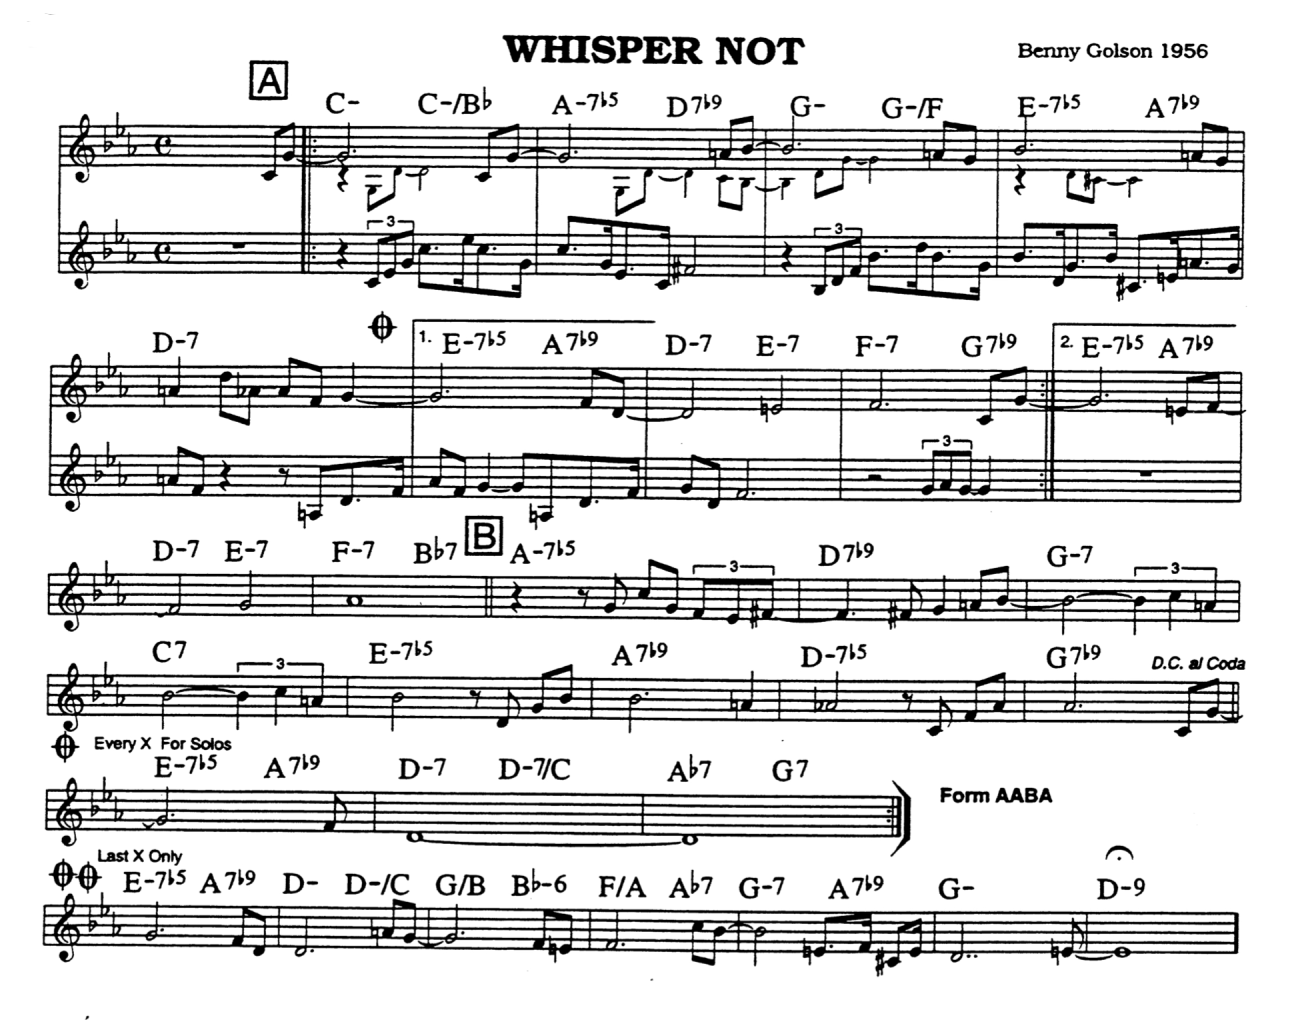 WHISPER NOT
Benny Golson 1956
A
C- C-/B♭ A-7♭5 D7♭9 G- G-/F E-7♭5 A7♭9
3 3
D-7 1. E-7♭5 A7♭9 D-7 E-7 F-7 G7♭9 2. E-7♭5 A7♭9
3
B
D-7 E-7 F-7 B♭7 A-7♭5 D7♭9 G-7
3 3
C7 E-7♭5 A7♭9 D-7♭5 G7♭9 D.C. al Coda
3
Every X For Solos
E-7♭5 A7♭9 D-7 D-7/C A♭7 G7
Form AABA
Last X Only
E-7♭5 A7♭9 D- D-/C G/B B♭-6 F/A A♭7 G-7 A7♭9 G- D-9